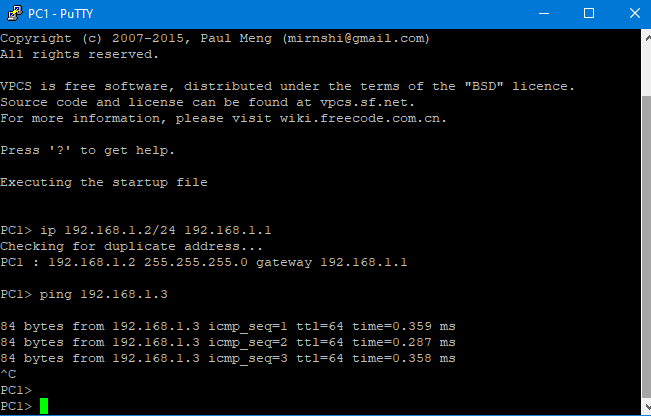 PC1 - PuTTY
Copyright (c) 2007-2015, Paul Meng (mirnshi@gmail.com)
All rights reserved.
VPCS is free software, distributed under the terms of the "BSD" licence.
Source code and license can be found at vpcs.sf.net.
For more information, please visit wiki.freecode.com.cn.
Press '?' to get help.
Executing the startup file
PC1> ip 192.168.1.2/24 192.168.1.1
Checking for duplicate address...
PC1 : 192.168.1.2 255.255.255.0 gateway 192.168.1.1
PC1> ping 192.168.1.3
84 bytes from 192.168.1.3 icmp_seq=1 ttl=64 time=0.359 ms
84 bytes from 192.168.1.3 icmp_seq=2 ttl=64 time=0.287 ms
84 bytes from 192.168.1.3 icmp_seq=3 ttl=64 time=0.358 ms
^C
PC1>
PC1>